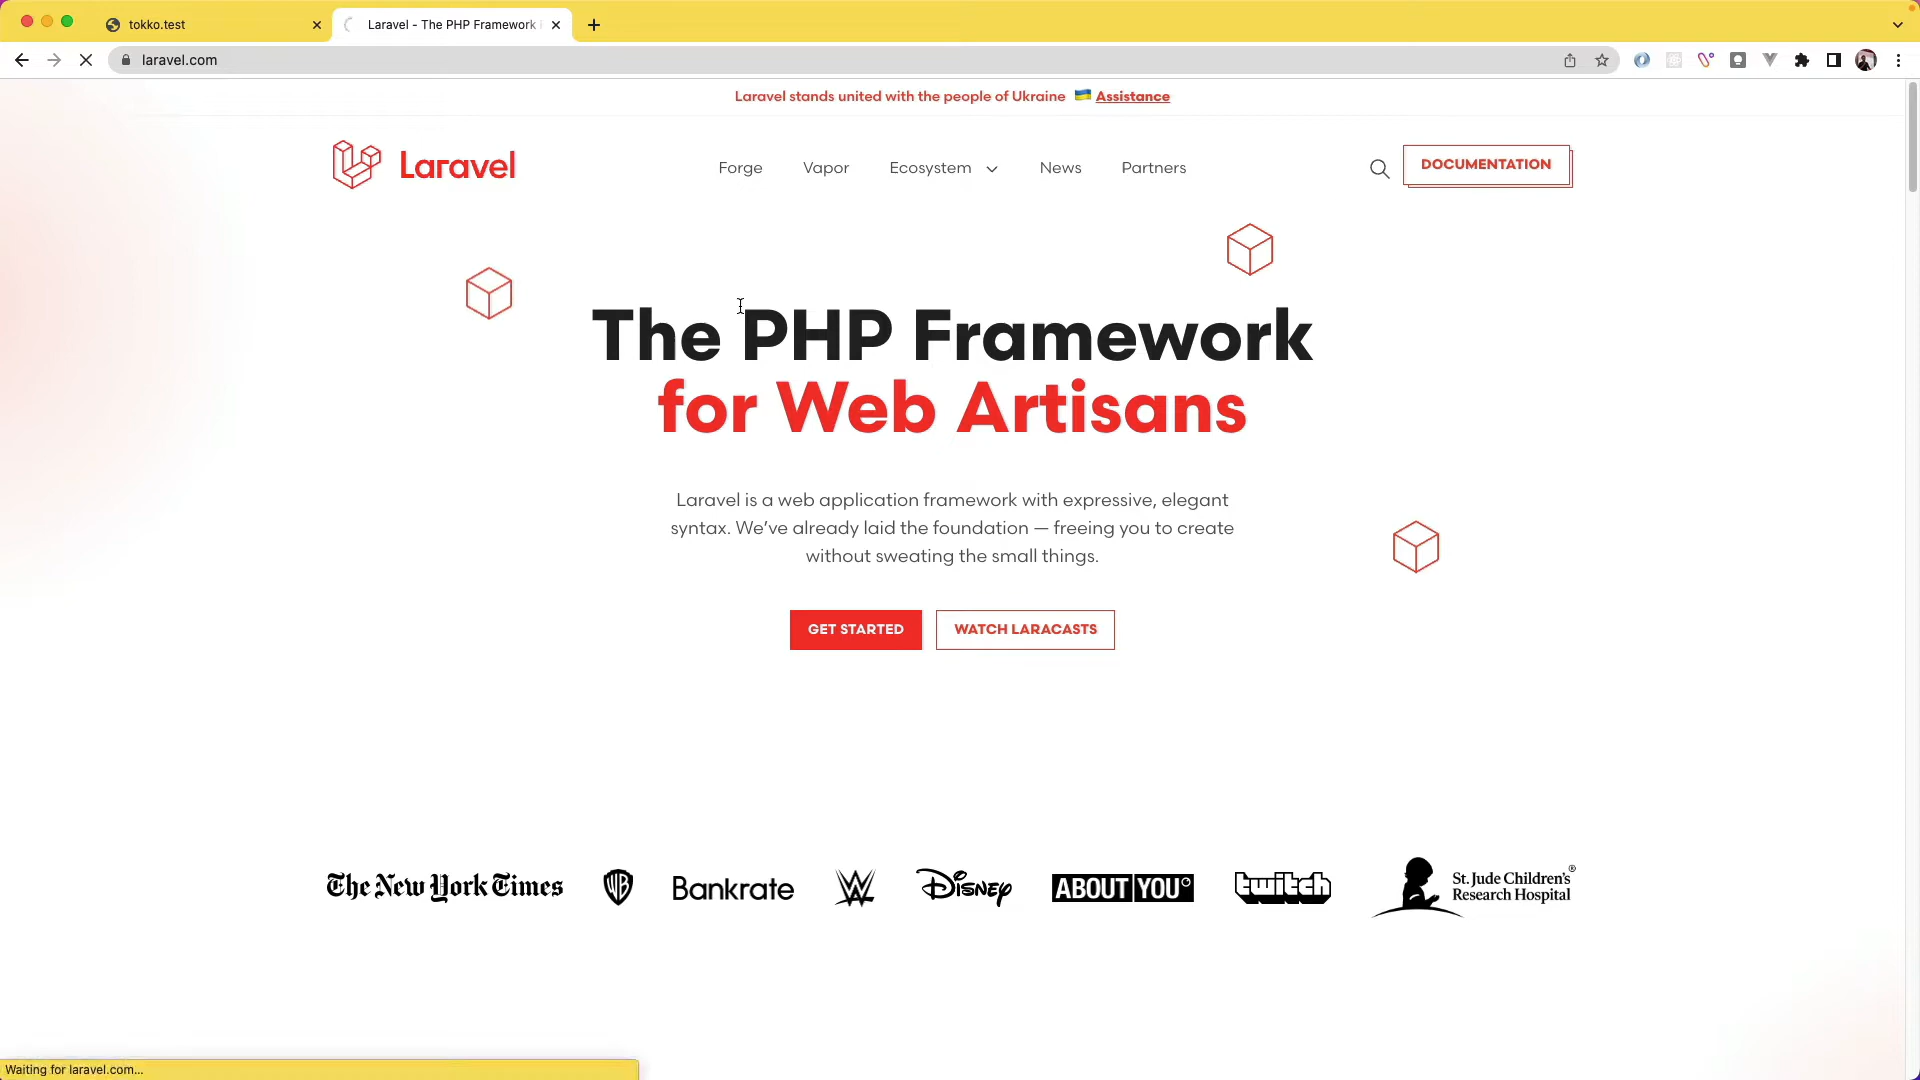 tokko.test
Laravel - The PHP Framework
laravel.com
Laravel stands united with the people of Ukraine 🇺🇦 Assistance
Laravel
Forge Vapor Ecosystem News Partners
DOCUMENTATION
The PHP Framework
for Web Artisans
Laravel is a web application framework with expressive, elegant
syntax. We’ve already laid the foundation — freeing you to create
without sweating the small things.
GET STARTED WATCH LARACASTS
The New York Times WB Bankrate W Disney ABOUT YOU° twitch St. Jude Children's®
Research Hospital
Waiting for laravel.com...